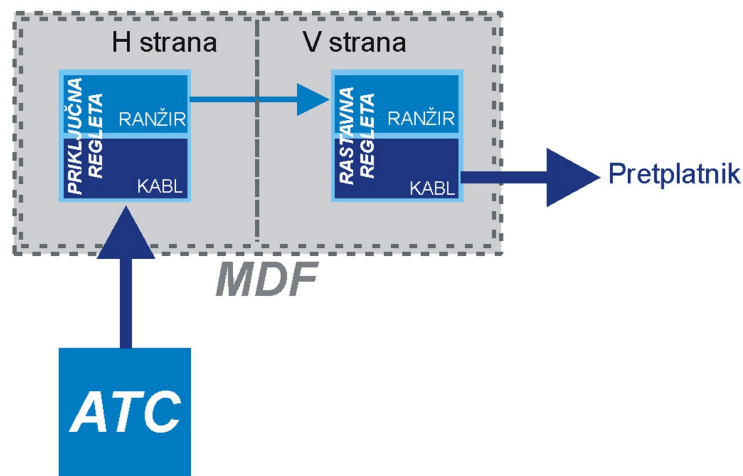 H strana
V strana
PRIKLJUČNA
REGLETA
RANŽIR
KABL
RASTAVNA
REGLETA
RANŽIR
KABL
Pretplatnik
MDF
ATC